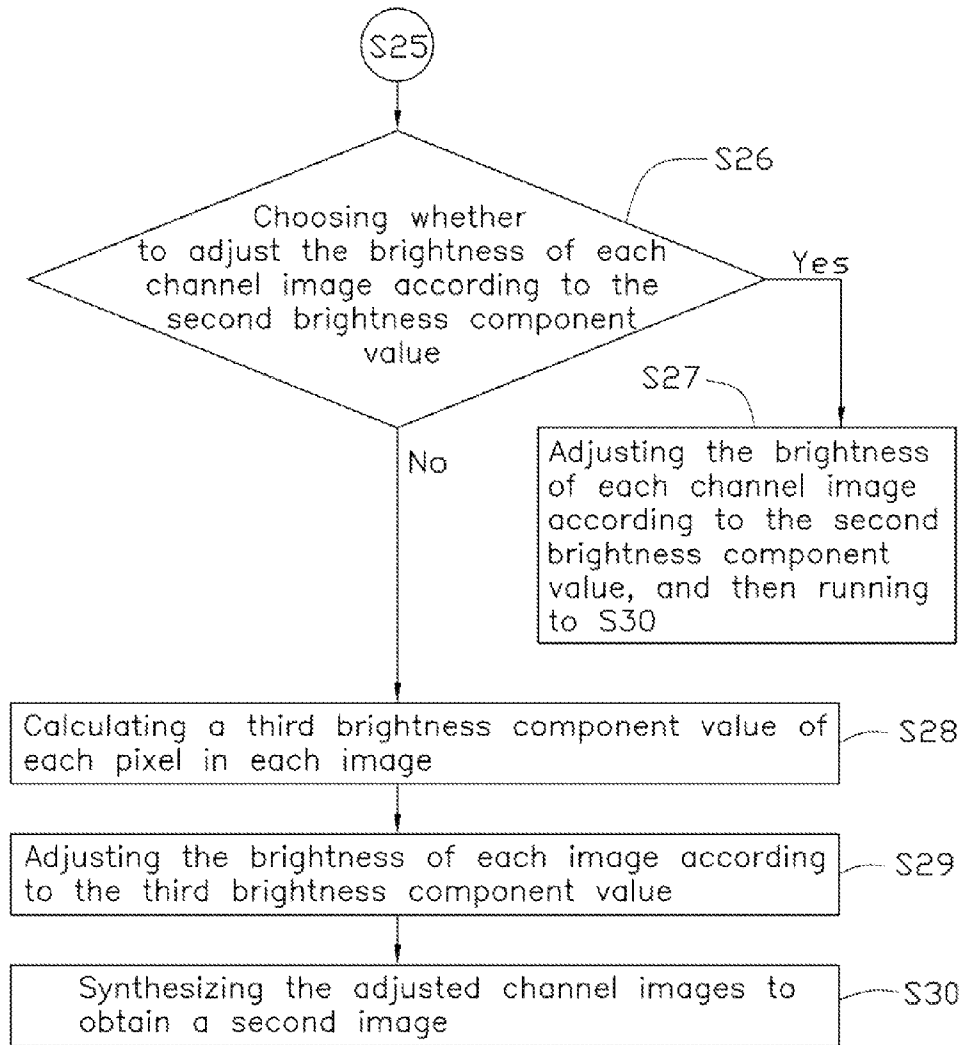 S25
S26
Choosing whether
to adjust the brightness of each
channel image according to the
second brightness component
value
Yes
S27
No
Adjusting the brightness
of each channel image
according to the second
brightness component
value, and then running
to S30
Calculating a third brightness component value of
each pixel in each image
S28
Adjusting the brightness of each image according
to the third brightness component value
S29
Synthesizing the adjusted channel images to
obtain a second image
S30